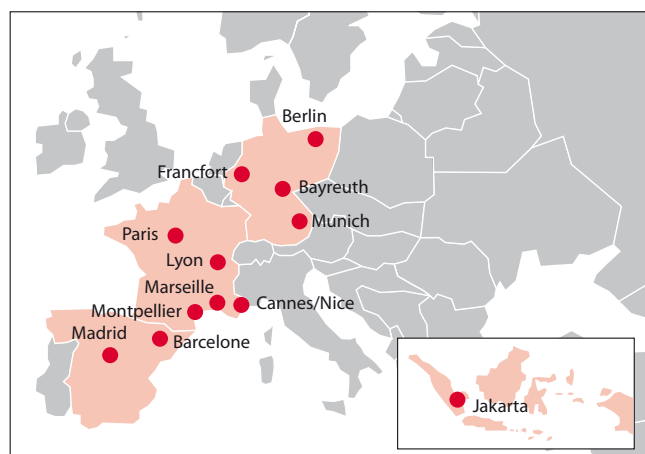 Berlin
Francfort
Bayreuth
Munich
Paris
Lyon
Marseille
Cannes/Nice
Montpellier
Madrid
Barcelone
Jakarta